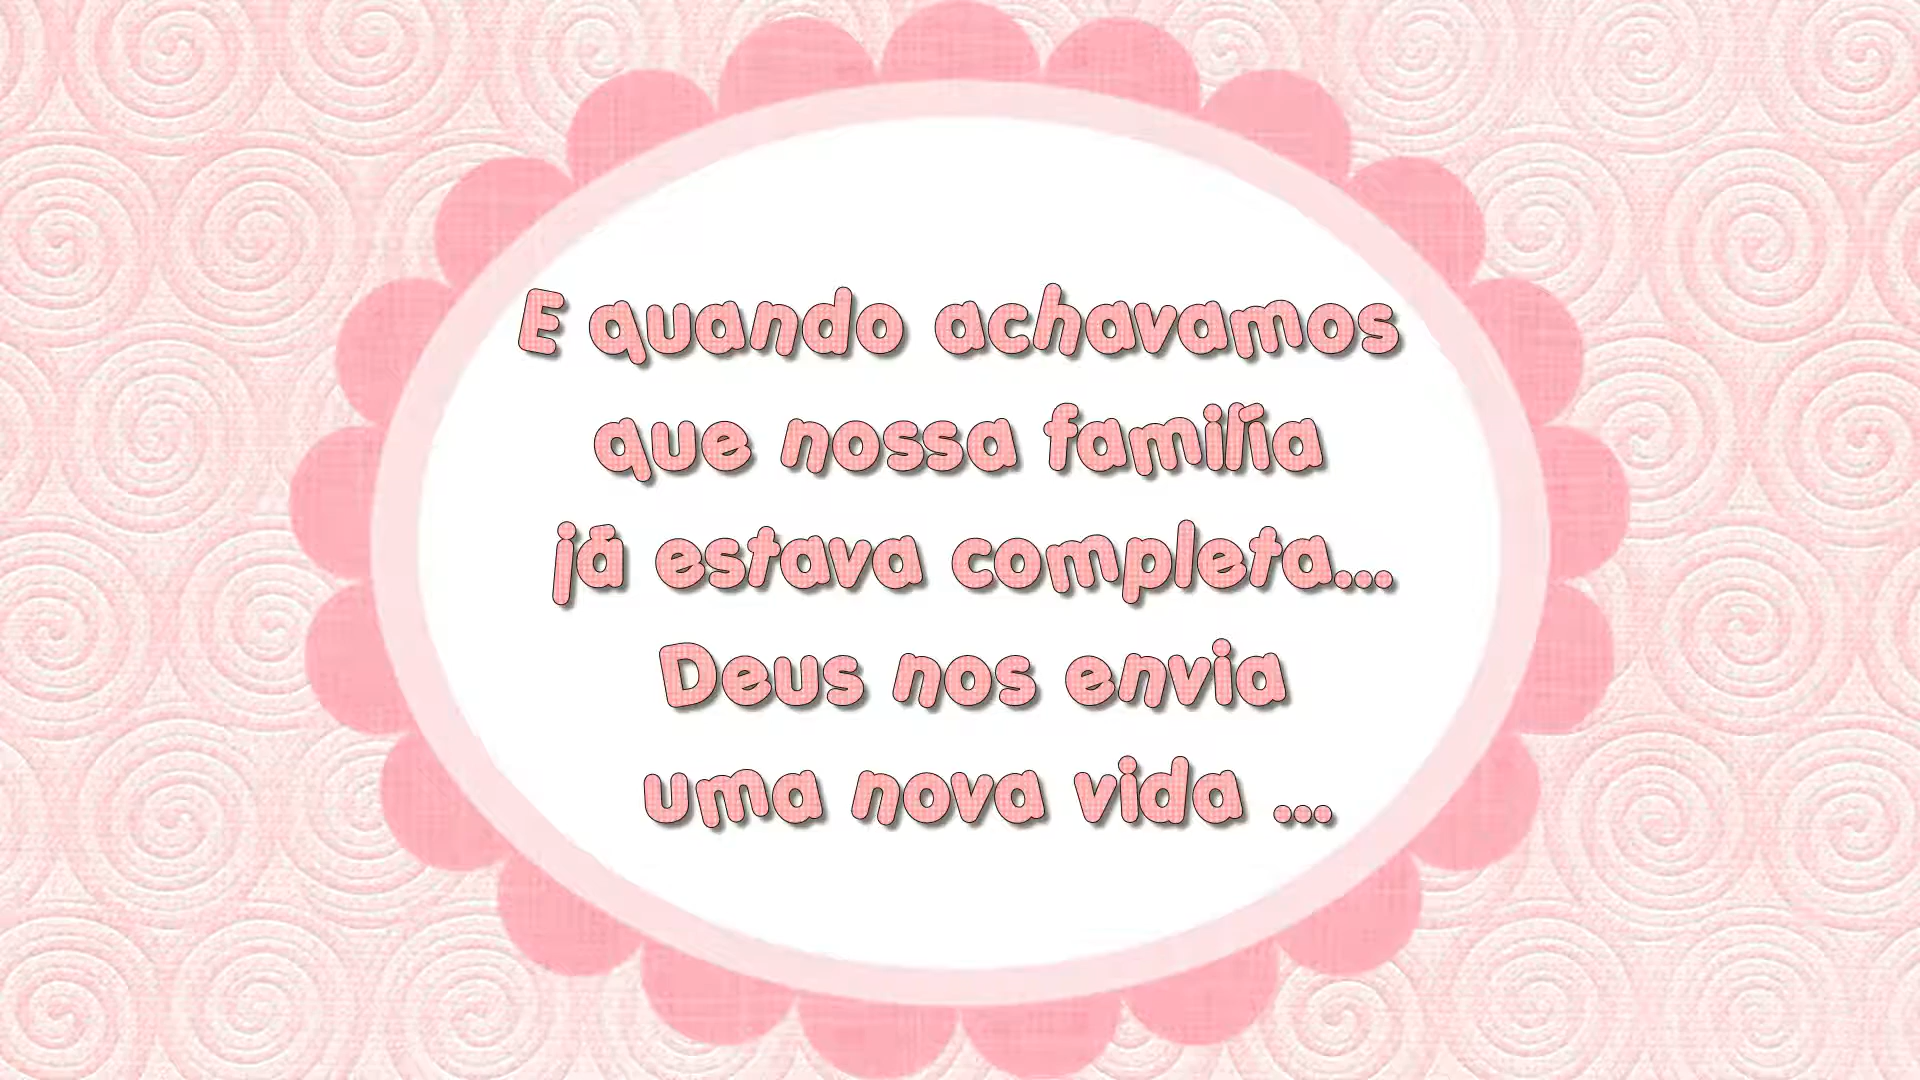 E quando achavamos
que nossa família
já estava completa...
Deus nos envia
uma nova vida ...